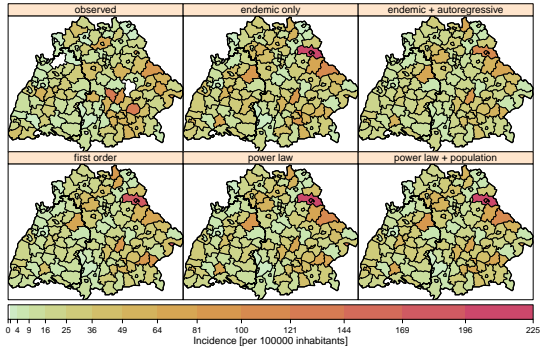 observed endemic only endemic + autoregressive
first order power law power law + population
0 4 9 16 25 36 49 64 81 100 121 144 169 196 225
Incidence [per 100000 inhabitants]